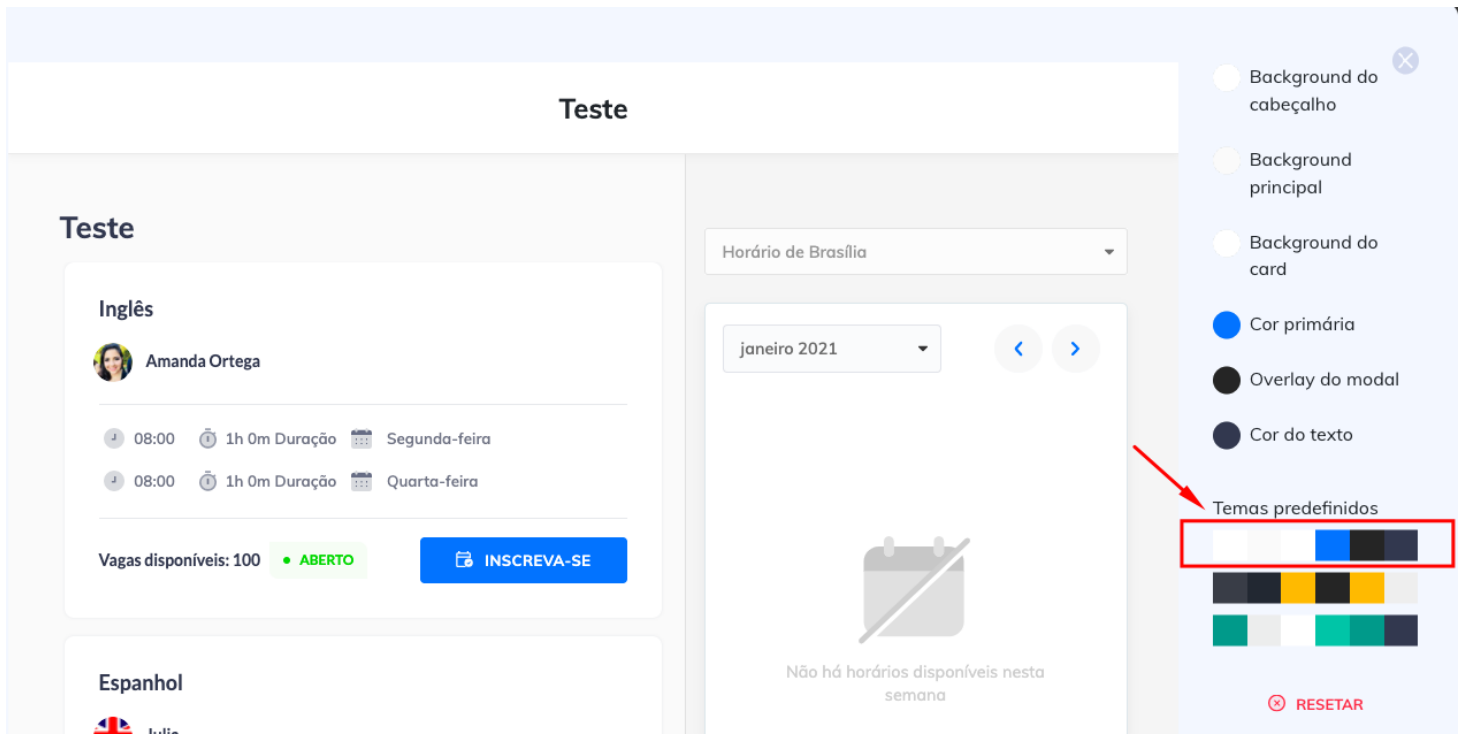 Teste
Teste
Inglês
Amanda Ortega
08:00 1h 0m Duração Segunda-feira
08:00 1h 0m Duração Quarta-feira
Vagas disponíveis: 100 ABERTO INSCREVA-SE
Espanhol
Julio
Horário de Brasília
janeiro 2021
Não há horários disponíveis nesta
semana
Background do
cabeçalho
Background
principal
Background do
card
Cor primária
Overlay do modal
Cor do texto
Temas predefinidos
RESETAR